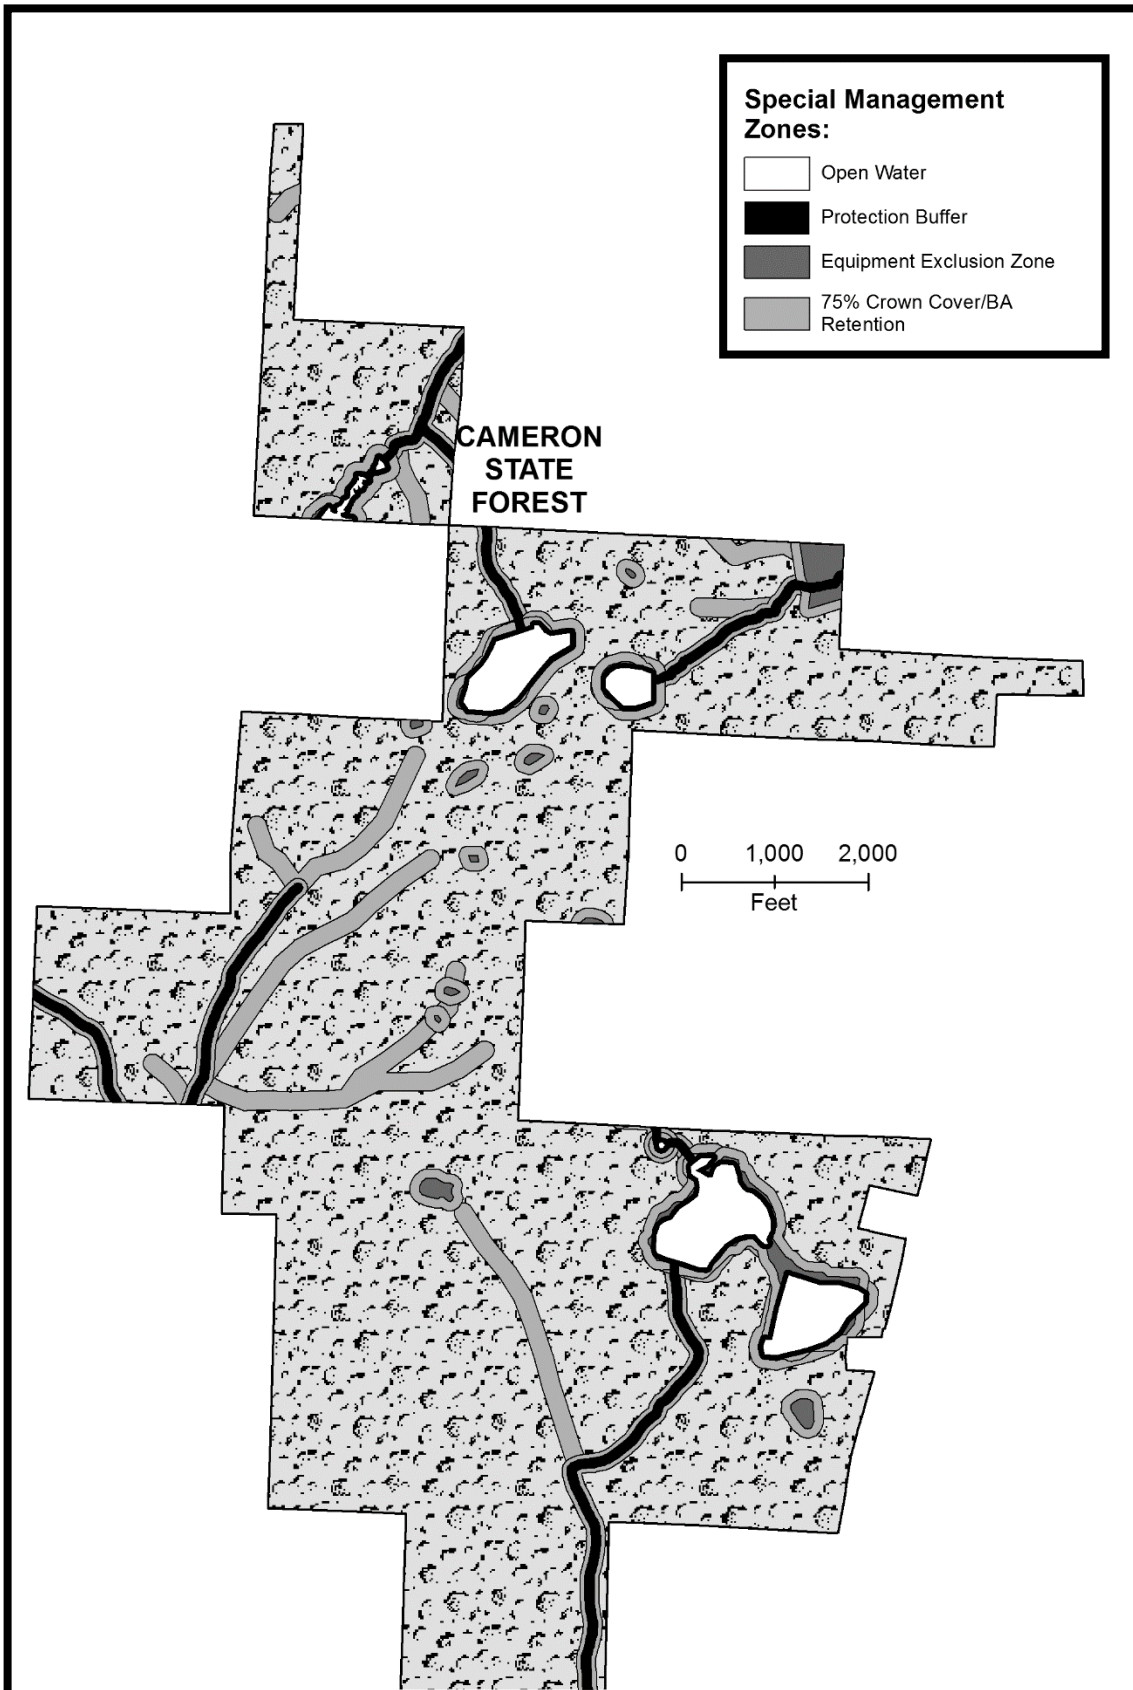 Special Management
Zones:
Open Water
Protection Buffer
Equipment Exclusion Zone
75% Crown Cover/BA
Retention
CAMERON
STATE
FOREST
0 1,000 2,000
Feet